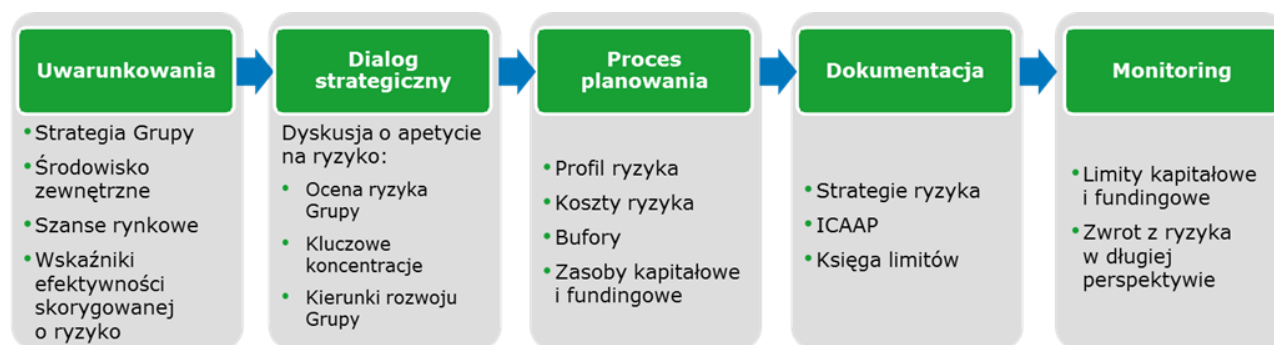 Uwarunkowania
• Strategia Grupy
• Środowisko
zewnętrzne
• Szanse rynkowe
• Wskaźniki
efektywności
skorygowanej
o ryzyko
Dialog
strategiczny
Dyskusja o apetycie
na ryzyko:
• Ocena ryzyka
Grupy
• Kluczowe
koncentracje
• Kierunki rozwoju
Grupy
Proces
planowania
• Profil ryzyka
• Koszty ryzyka
• Bufory
• Zasoby kapitałowe
i fundingowe
Dokumentacja
• Strategie ryzyka
• ICAAP
• Księga limitów
Monitoring
• Limity kapitałowe
i fundingowe
• Zwrot z ryzyka
w długiej
perspektywie